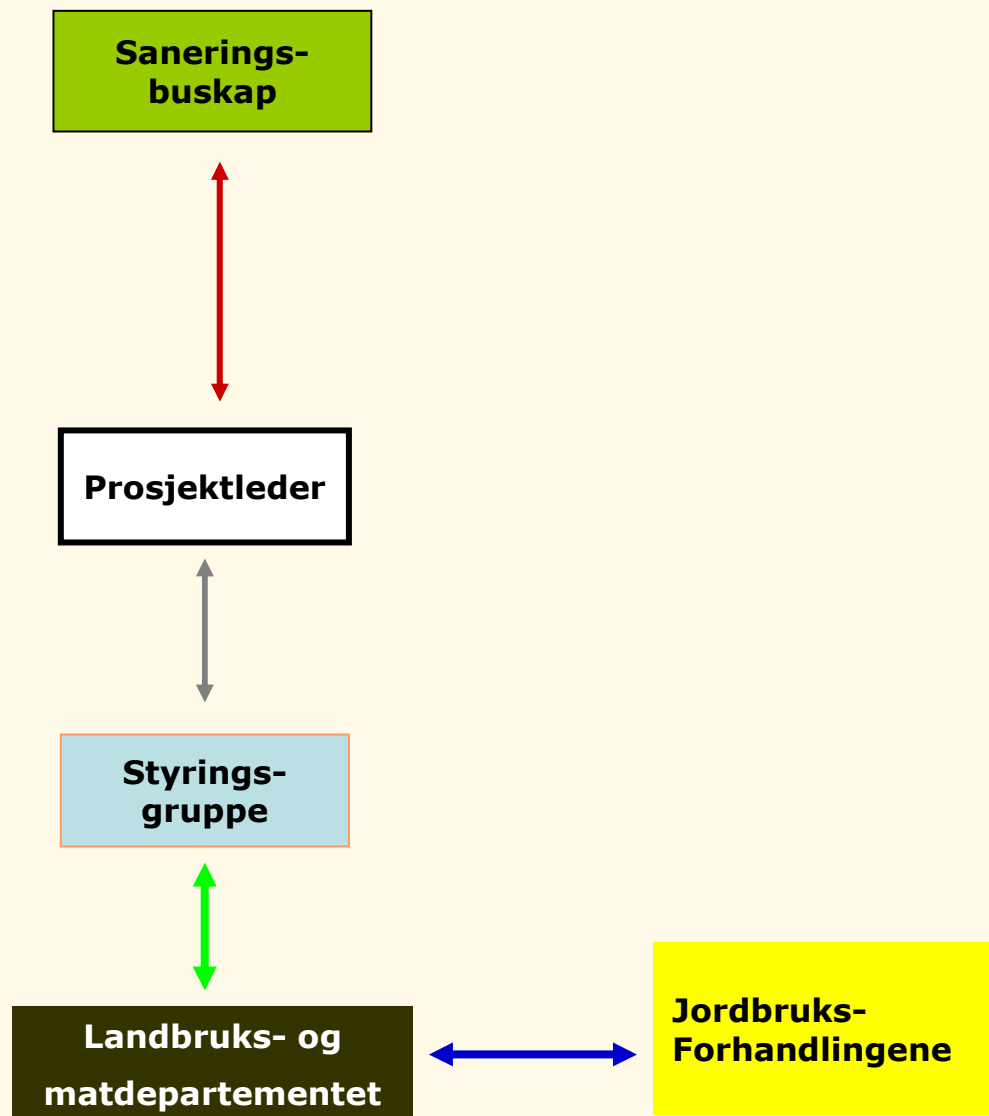 Sanerings-
buskap
Prosjektleder
Styrings-
gruppe
Landbruks- og
matdepartementet
Jordbruks-
Forhandlingene